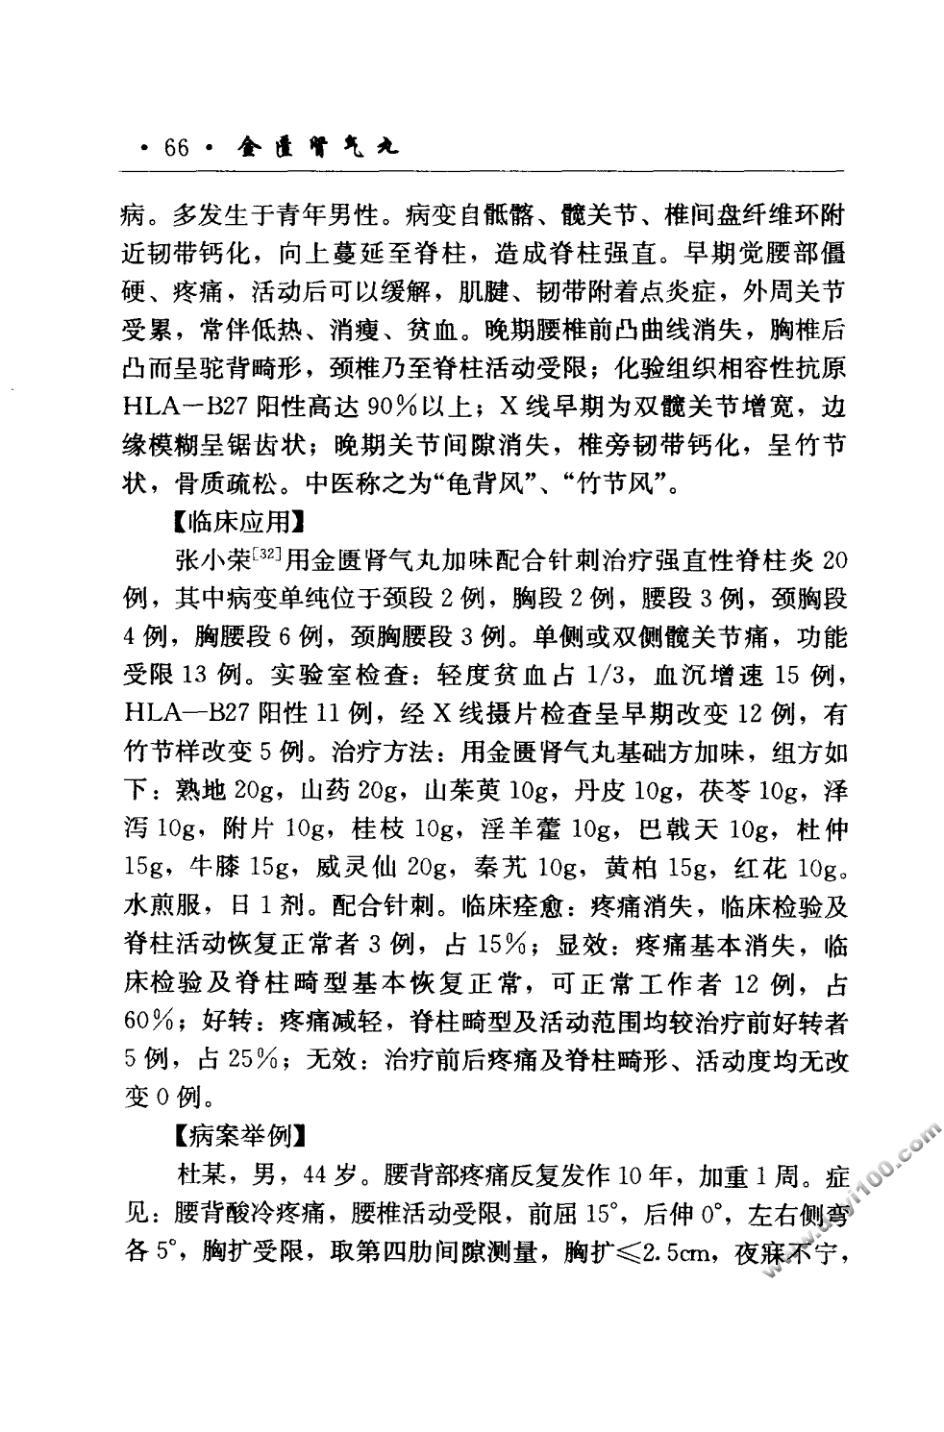 ·66· 金匮肾气丸
病。多发生于青年男性。病变自骶髂、髋关节、椎间盘纤维环附
近韧带钙化，向上蔓延至脊柱，造成脊柱强直。早期觉腰部僵
硬、疼痛，活动后可以缓解，肌腱、韧带附着点炎症，外周关节
受累，常伴低热、消瘦、贫血。晚期腰椎前凸曲线消失，胸椎后
凸而呈驼背畸形，颈椎乃至脊柱活动受限；化验组织相容性抗原
HLA—B27 阳性高达 90%以上；X 线早期为双髋关节增宽，边
缘模糊呈锯齿状；晚期关节间隙消失，椎旁韧带钙化，呈竹节
状，骨质疏松。中医称之为“龟背风”、“竹节风”。
【临床应用】
张小荣[32]用金匮肾气丸加味配合针刺治疗强直性脊柱炎 20
例，其中病变单纯位于颈段 2 例，胸段 2 例，腰段 3 例，颈胸段
4 例，胸腰段 6 例，颈胸腰段 3 例。单侧或双侧髋关节痛，功能
受限 13 例。实验室检查：轻度贫血占 1/3，血沉增速 15 例，
HLA—B27 阳性 11 例，经 X 线摄片检查呈早期改变 12 例，有
竹节样改变 5 例。治疗方法：用金匮肾气丸基础方加味，组方如
下：熟地 20g，山药 20g，山茱萸 10g，丹皮 10g，茯苓 10g，泽
泻 10g，附片 10g，桂枝 10g，淫羊藿 10g，巴戟天 10g，杜仲
15g，牛膝 15g，威灵仙 20g，秦艽 10g，黄柏 15g，红花 10g。
水煎服，日 1 剂。配合针刺。临床痊愈：疼痛消失，临床检验及
脊柱活动恢复正常者 3 例，占 15%；显效：疼痛基本消失，临
床检验及脊柱畸型基本恢复正常，可正常工作者 12 例，占
60%；好转：疼痛减轻，脊柱畸型及活动范围均较治疗前好转者
5 例，占 25%；无效：治疗前后疼痛及脊柱畸形、活动度均无改
变 0 例。
【病案举例】
杜某，男，44 岁。腰背部疼痛反复发作 10 年，加重 1 周。症
见：腰背酸冷疼痛，腰椎活动受限，前屈 15°，后伸 0°，左右侧弯
各 5°，胸扩受限，取第四肋间隙测量，胸扩≤2.5cm，夜寐不宁，